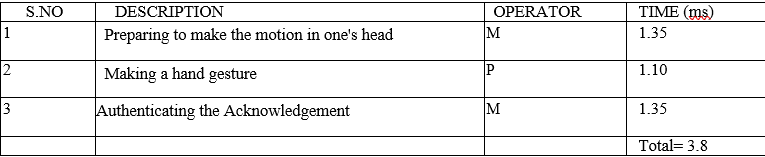 S.NO DESCRIPTION OPERATOR TIME (ms)
1 Preparing to make the motion in one's head M 1.35
2 Making a hand gesture P 1.10
3 Authenticating the Acknowledgement M 1.35
Total= 3.8